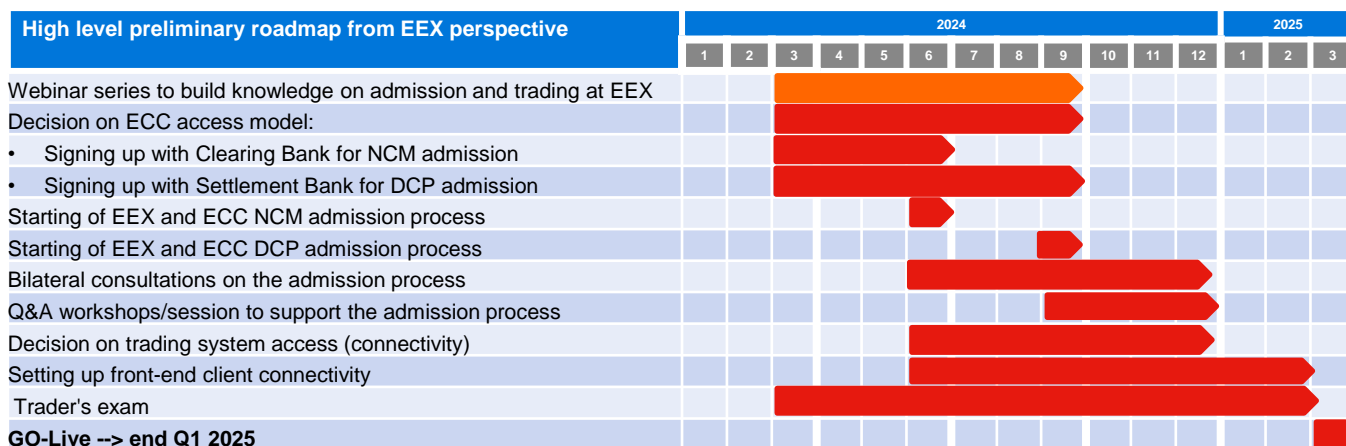 High level preliminary roadmap from EEX perspective
2024 2025
1 2 3 4 5 6 7 8 9 10 11 12 1 2 3
Webinar series to build knowledge on admission and trading at EEX
Decision on ECC access model:
• Signing up with Clearing Bank for NCM admission
• Signing up with Settlement Bank for DCP admission
Starting of EEX and ECC NCM admission process
Starting of EEX and ECC DCP admission process
Bilateral consultations on the admission process
Q&A workshops/session to support the admission process
Decision on trading system access (connectivity)
Setting up front-end client connectivity
Trader's exam
GO-Live --> end Q1 2025